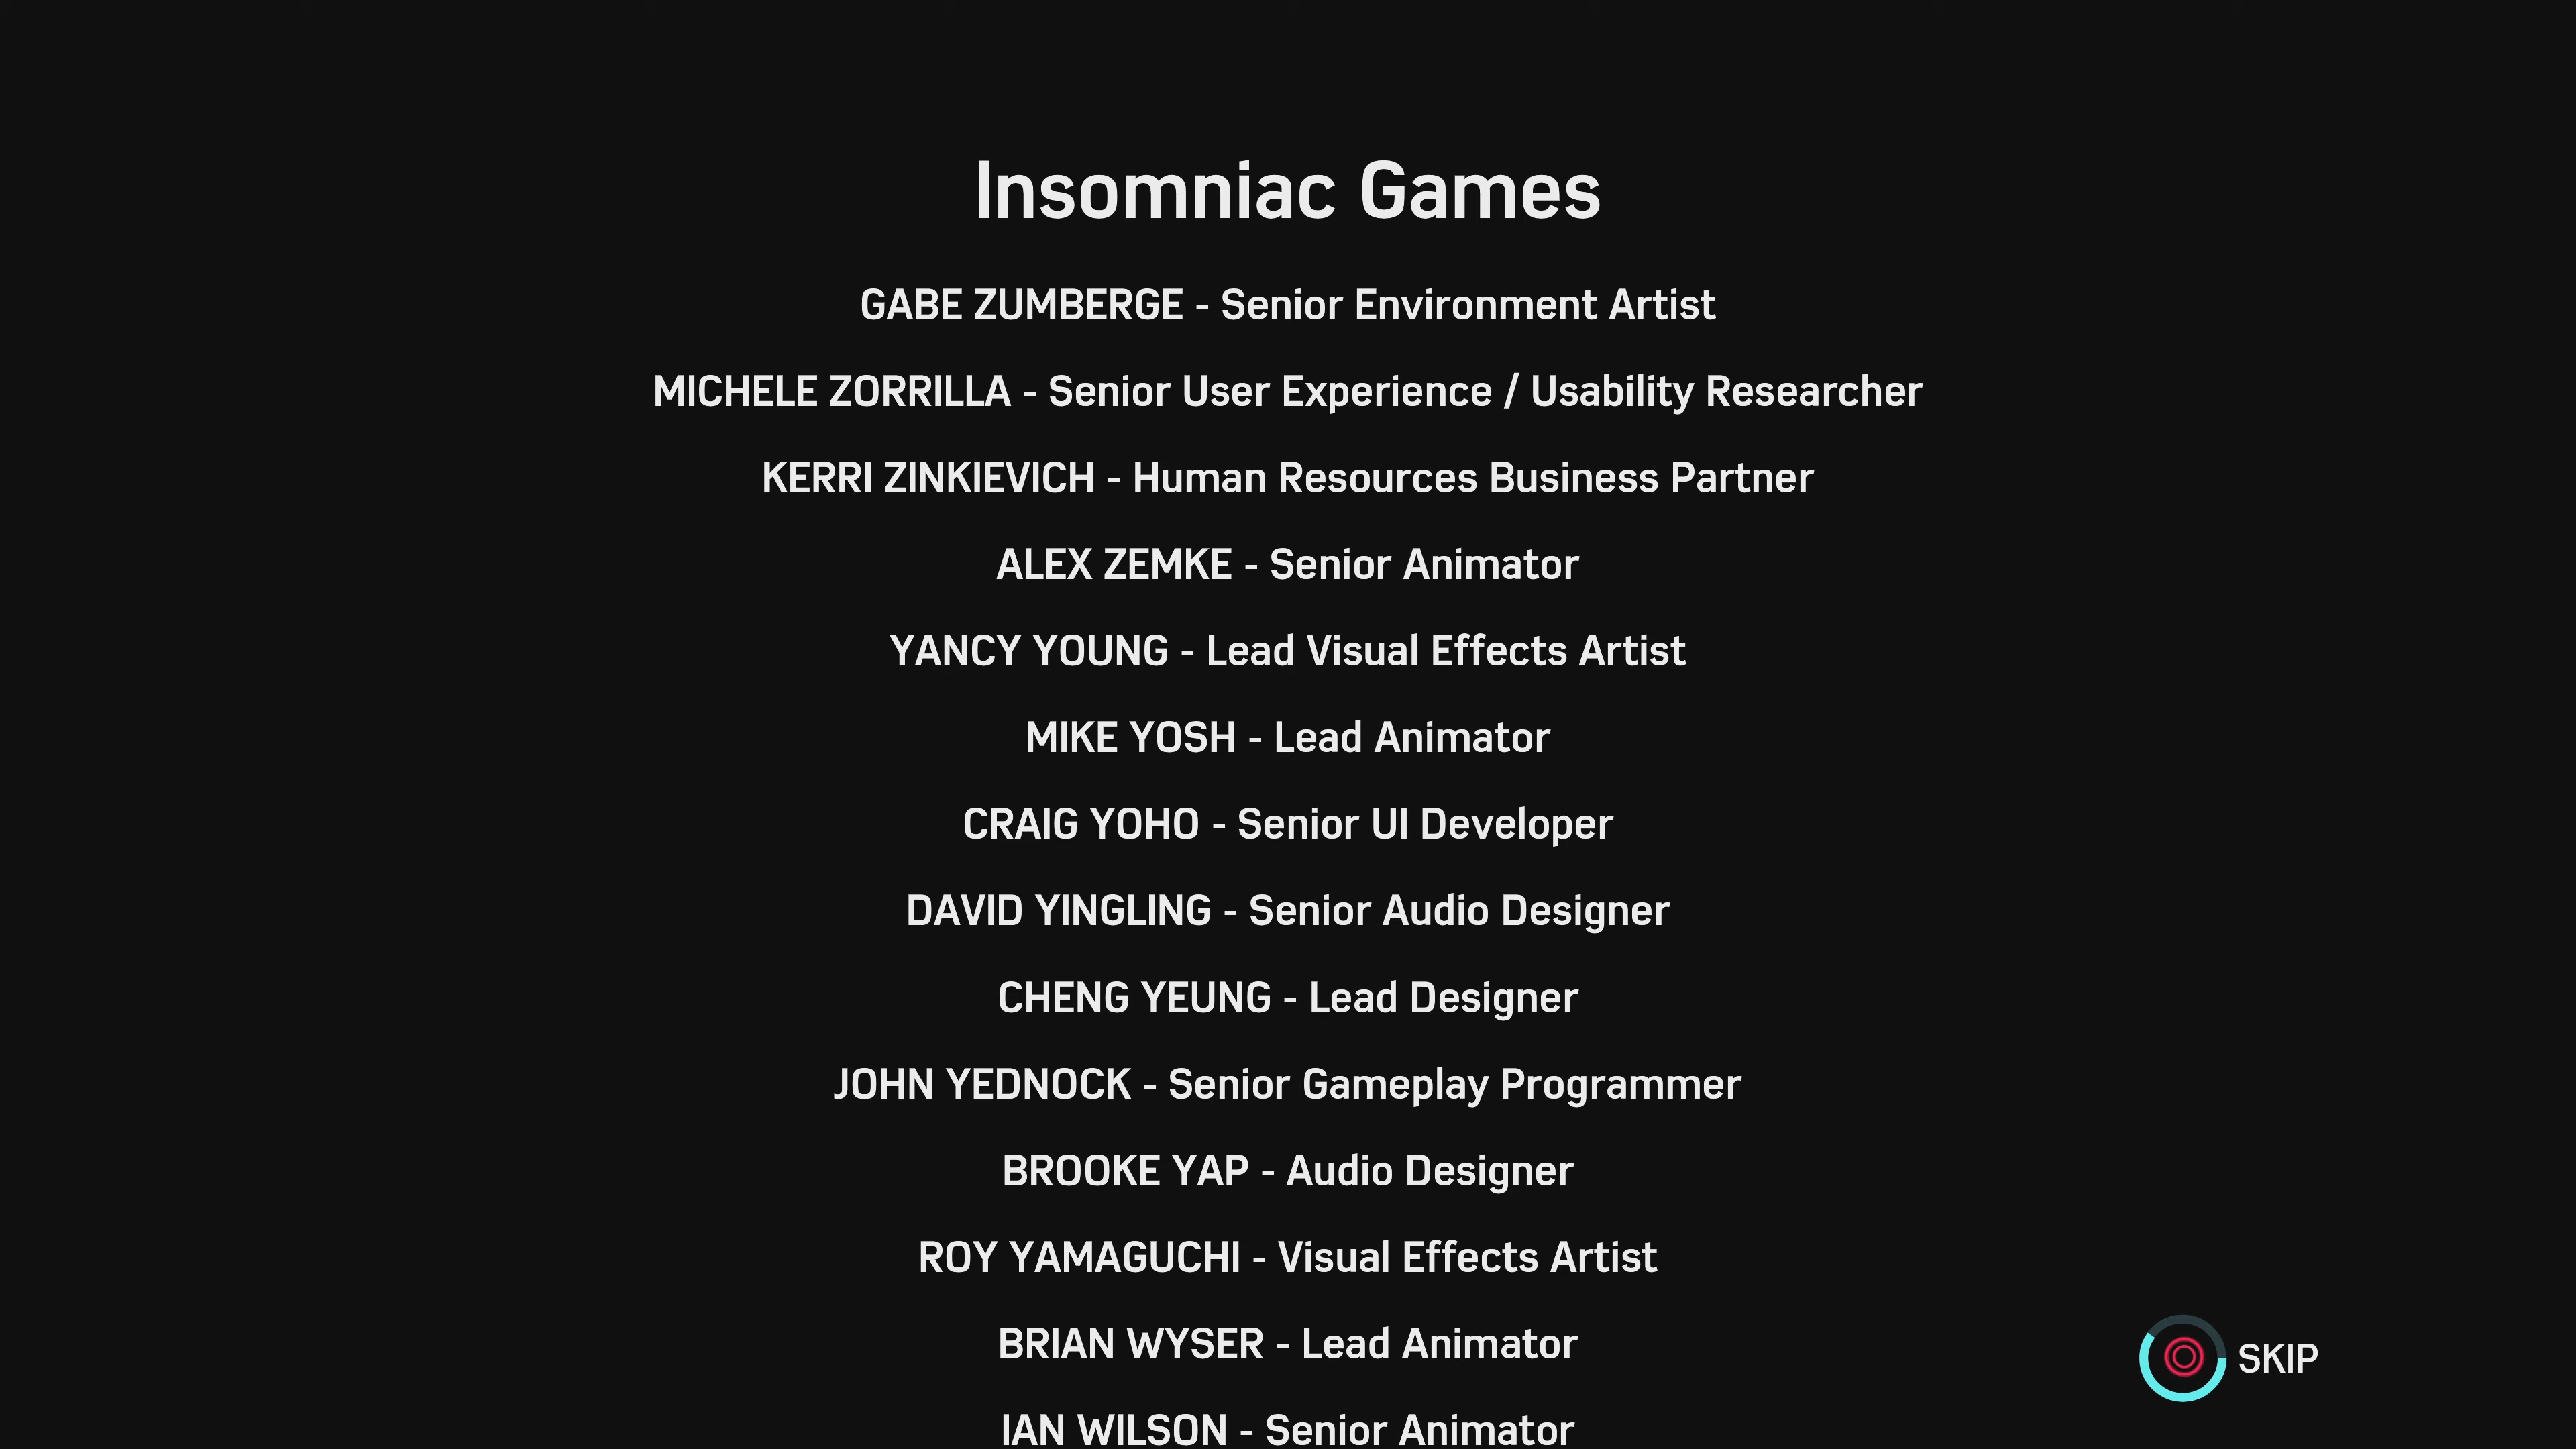 Insomniac Games
GABE ZUMBERGE - Senior Environment Artist
MICHELE ZORRILLA - Senior User Experience / Usability Researcher
KERRI ZINKIEVICH - Human Resources Business Partner
ALEX ZEMKE - Senior Animator
YANCY YOUNG - Lead Visual Effects Artist
MIKE YOSH - Lead Animator
CRAIG YOHO - Senior UI Developer
DAVID YINGLING - Senior Audio Designer
CHENG YEUNG - Lead Designer
JOHN YEDNOCK - Senior Gameplay Programmer
BROOKE YAP - Audio Designer
ROY YAMAGUCHI - Visual Effects Artist
BRIAN WYSER - Lead Animator
SKIP
IAN WILSON - Senior Animator